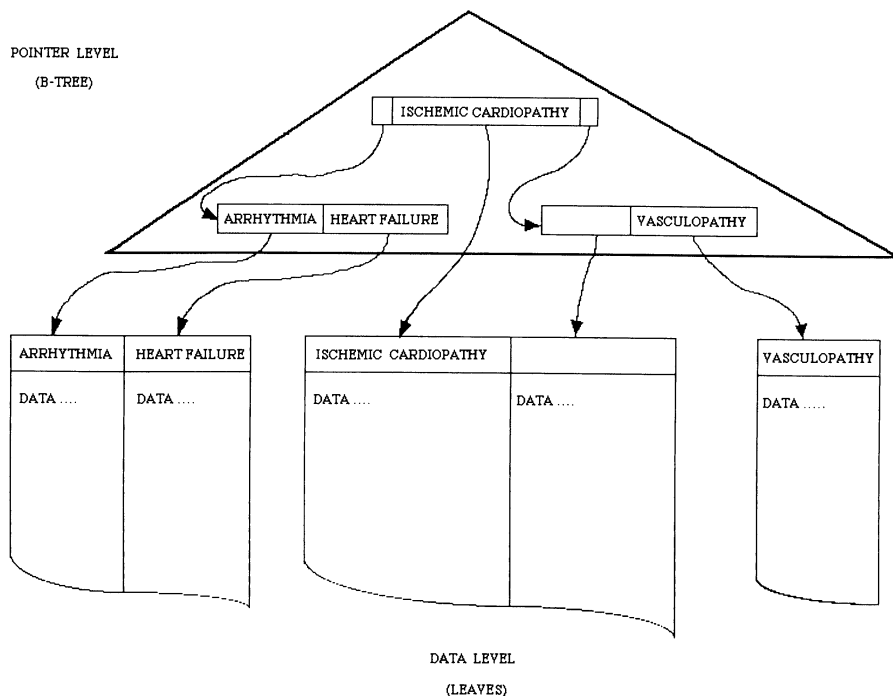 POINTER LEVEL
(B-TREE)
ISCHEMIC CARDIOPATHY
ARRHYTHMIA HEART FAILURE
VASCULOPATHY
ARRHYTHMIA HEART FAILURE
ISCHEMIC CARDIOPATHY
VASCULOPATHY
DATA .... DATA ....
DATA .... DATA ....
DATA .....
DATA LEVEL
(LEAVES)